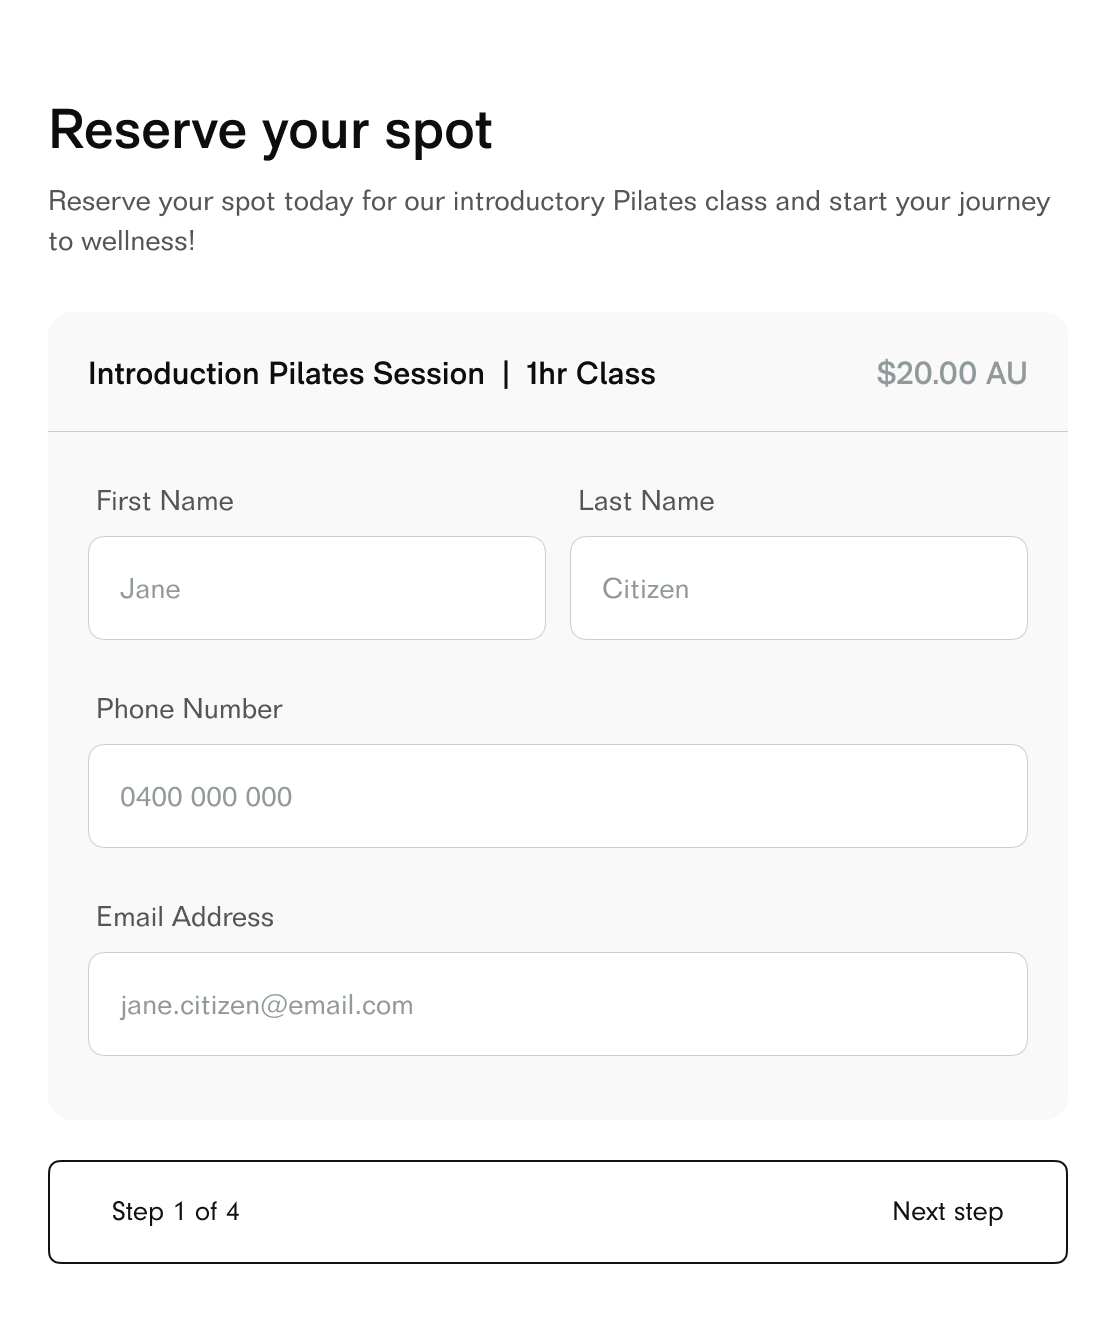 Reserve your spot
Reserve your spot today for our introductory Pilates class and start your journey
to wellness!
Introduction Pilates Session | 1hr Class $20.00 AU
First Name Last Name
Jane Citizen
Phone Number
0400 000 000
Email Address
jane.citizen@email.com
Step 1 of 4 Next step